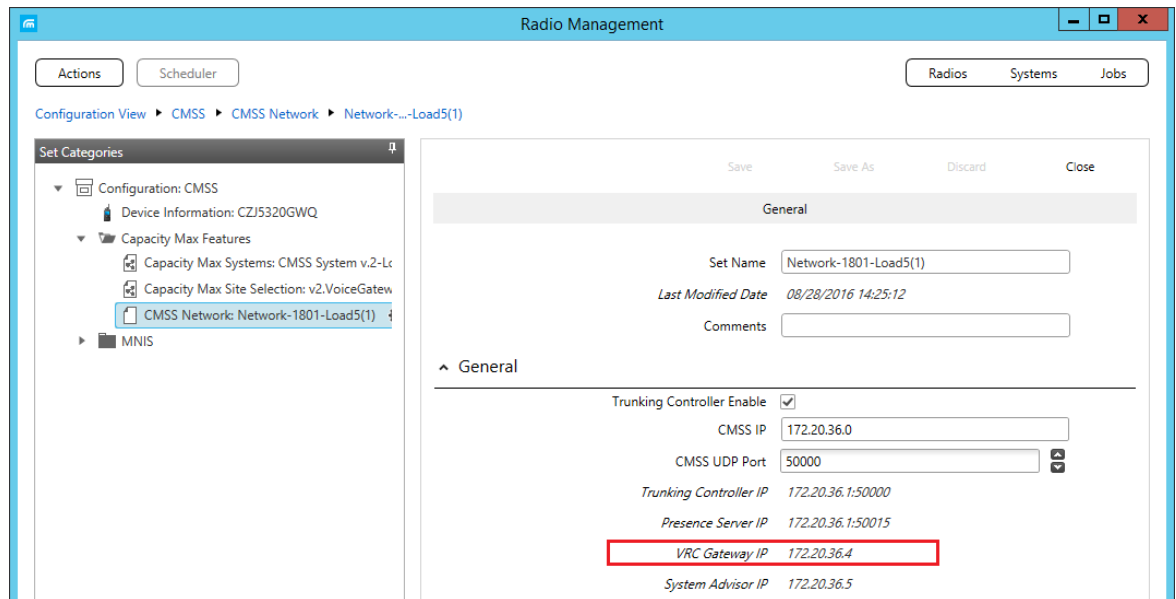 Radio Management
Actions
Scheduler
Radios
Systems
Jobs
Configuration View ▸ CMSS ▸ CMSS Network ▸ Network-...-Load5(1)
Set Categories
Configuration: CMSS
Device Information: CZJ5320GWQ
Capacity Max Features
Capacity Max Systems: CMSS System v.2-Lo
Capacity Max Site Selection: v2.VoiceGatew
CMSS Network: Network-1801-Load5(1)
MNIS
Save
Save As
Discard
Close
General
Set Name Network-1801-Load5(1)
Last Modified Date 08/28/2016 14:25:12
Comments
General
Trunking Controller Enable
CMSS IP 172.20.36.0
CMSS UDP Port 50000
Trunking Controller IP 172.20.36.1:50000
Presence Server IP 172.20.36.1:50015
VRC Gateway IP 172.20.36.4
System Advisor IP 172.20.36.5